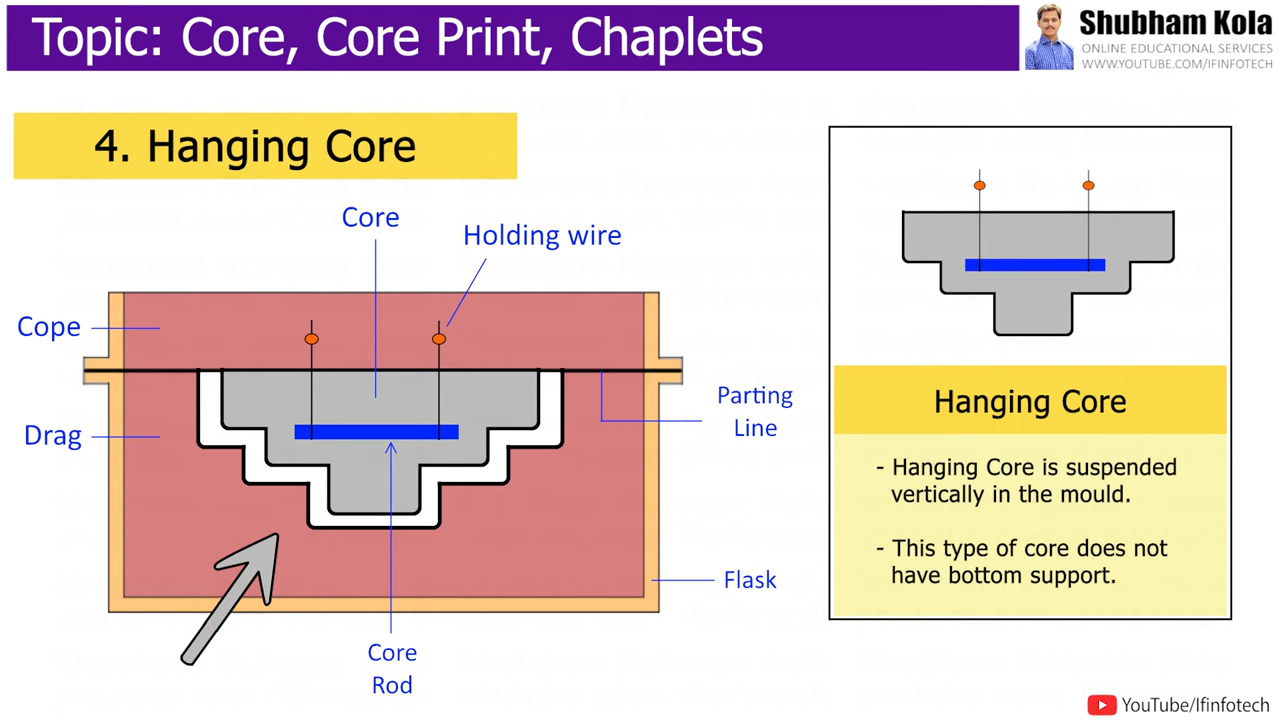 Topic: Core, Core Print, Chaplets
Shubham Kola
ONLINE EDUCATIONAL SERVICES
WWW.YOUTUBE.COM/IFINFOTECH
4. Hanging Core
Core
Holding wire
Cope
Drag
Parting
Line
Flask
Core
Rod
Hanging Core
- Hanging Core is suspended
vertically in the mould.
- This type of core does not
have bottom support.
YouTube/Ifinfotech